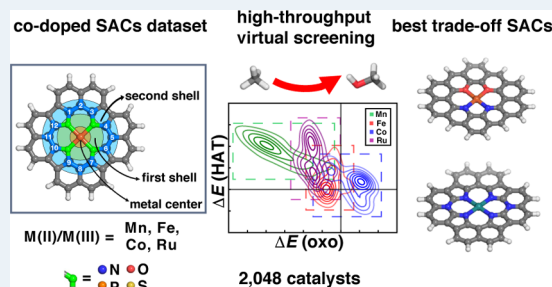 co-doped SACs dataset
high-throughput
virtual screening
best trade-off SACs
second shell
first shell
metal center
M(II)/M(III) = Mn, Fe,
Co, Ru
= N O
P S
Mn
Fe
Co
Ru
ΔE (HAT)
ΔE (oxo)
2,048 catalysts